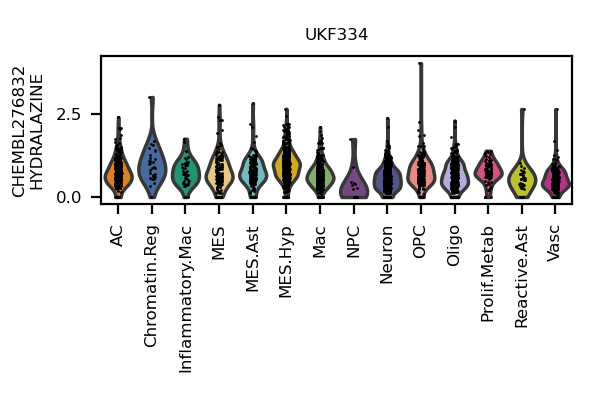 UKF334
CHEMBL276832
HYDRALAZINE
2.5
0.0
AC
Chromatin.Reg
Inflammatory.Mac
MES
MES.Ast
MES.Hyp
Mac
NPC
Neuron
OPC
Oligo
Prolif.Metab
Reactive.Ast
Vasc